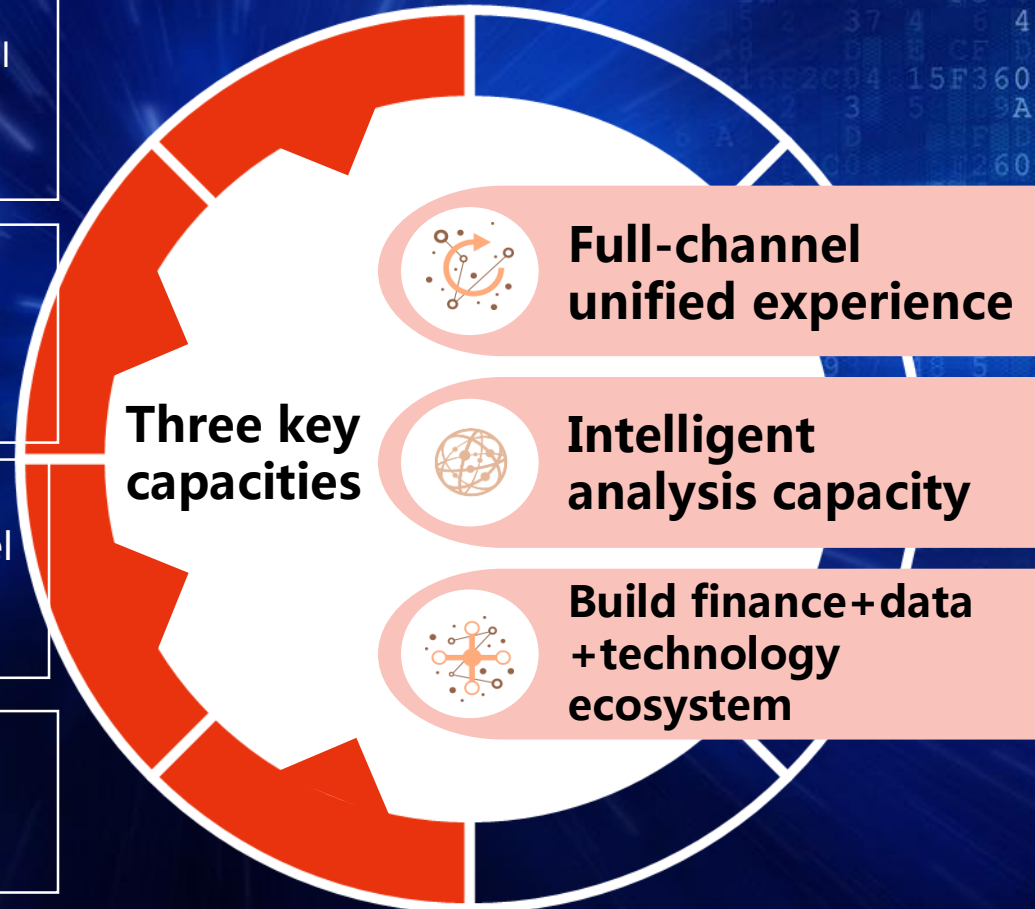 Full-channel
unified experience
Three key
capacities
Intelligent
analysis capacity
Build finance+data
+technology
ecosystem